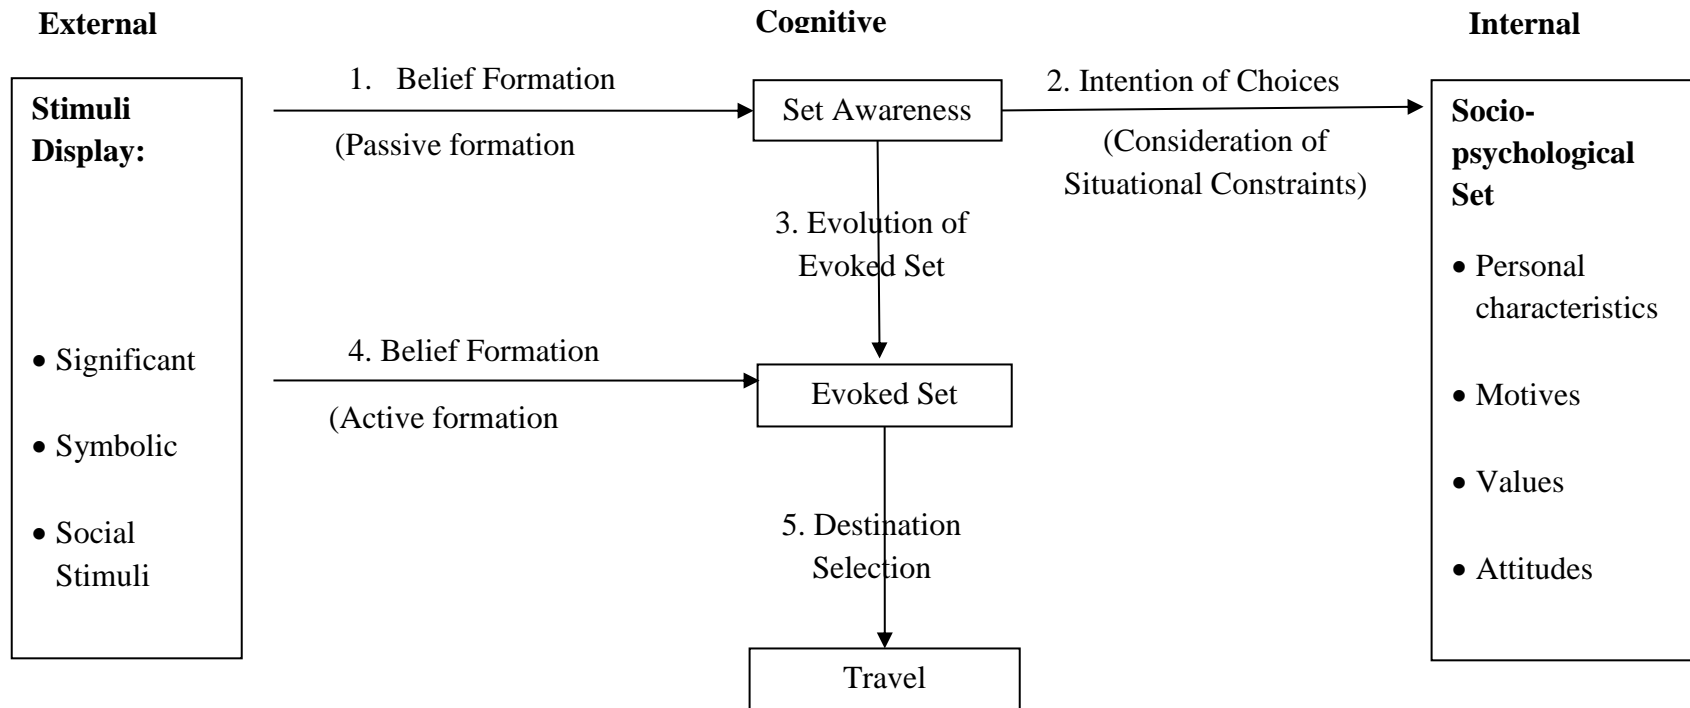 External
Cognitive
Internal
Stimuli
Display:
• Significant
• Symbolic
• Social
Stimuli
1. Belief Formation
(Passive formation
Set Awareness
2. Intention of Choices
(Consideration of
Situational Constraints)
3. Evolution of
Evoked Set
4. Belief Formation
(Active formation
Evoked Set
5. Destination
Selection
Travel
Socio-
psychological
Set
• Personal
characteristics
• Motives
• Values
• Attitudes